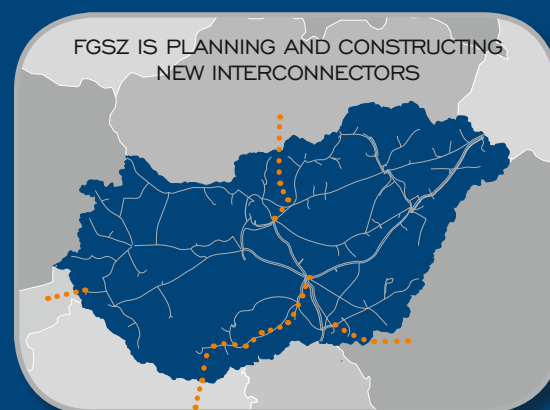 FGSZ IS PLANNING AND CONSTRUCTING
NEW INTERCONNECTORS